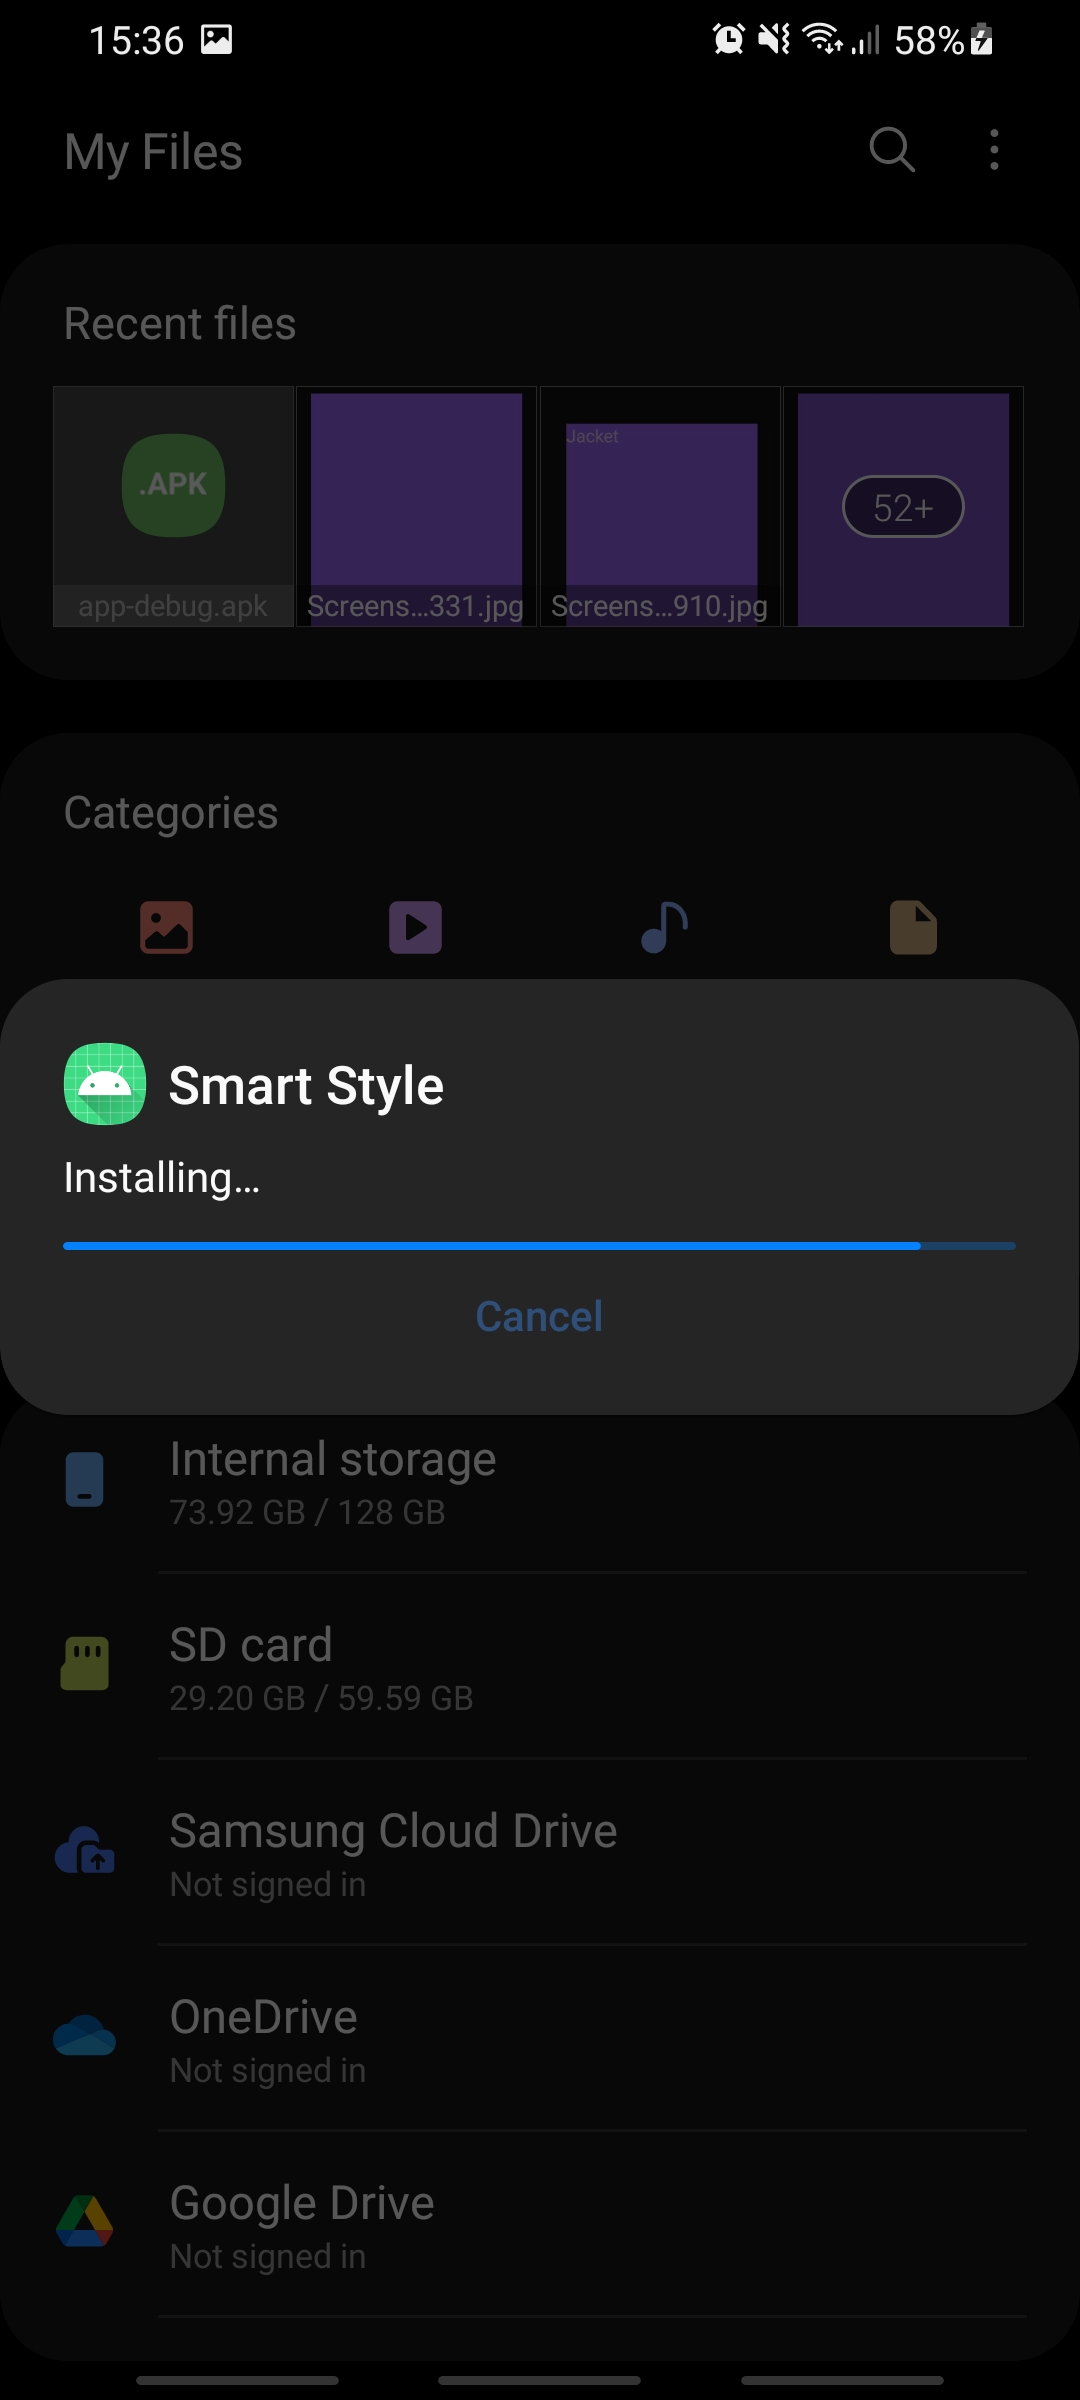 15:36
58%
My Files
Recent files
.APK
Jacket
52+
app-debug.apk
Screens...331.jpg
Screens...910.jpg
Categories
Smart Style
Installing...
Cancel
Internal storage
73.92 GB / 128 GB
SD card
29.20 GB / 59.59 GB
Samsung Cloud Drive
Not signed in
OneDrive
Not signed in
Google Drive
Not signed in